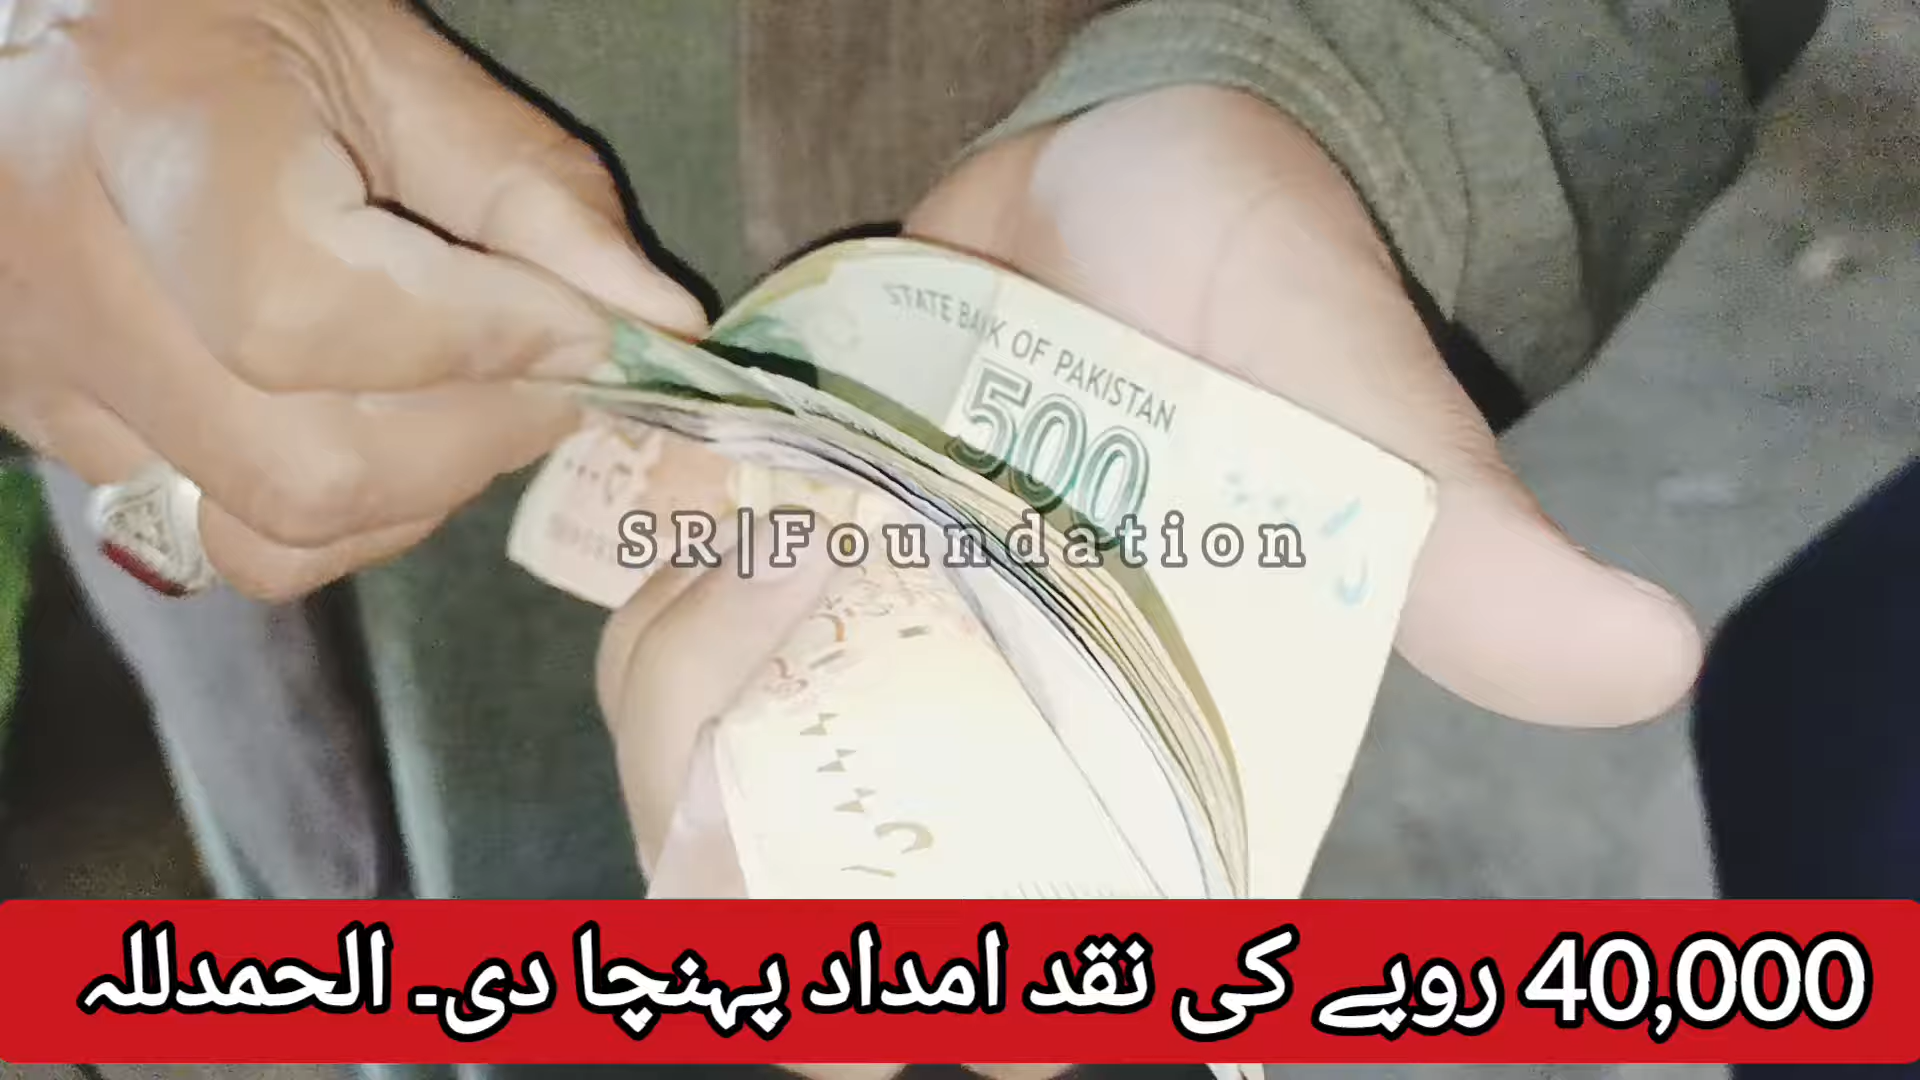 STATE BANK OF PAKISTAN
500
SR|Foundation
40,000 روپے کی نقد امداد پہنچا دی۔ الحمدللہ